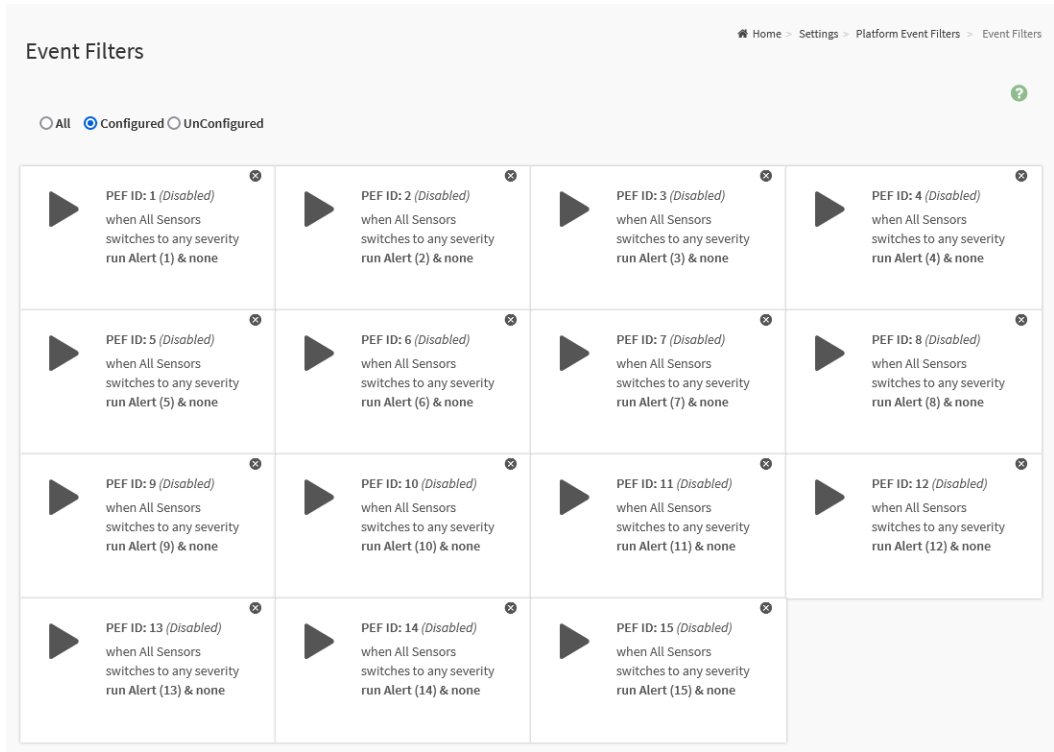 Home > Settings > Platform Event Filters > Event Filters
Event Filters
?
All Configured UnConfigured
PEF ID: 1 (Disabled)
when All Sensors
switches to any severity
run Alert (1) & none
PEF ID: 2 (Disabled)
when All Sensors
switches to any severity
run Alert (2) & none
PEF ID: 3 (Disabled)
when All Sensors
switches to any severity
run Alert (3) & none
PEF ID: 4 (Disabled)
when All Sensors
switches to any severity
run Alert (4) & none
PEF ID: 5 (Disabled)
when All Sensors
switches to any severity
run Alert (5) & none
PEF ID: 6 (Disabled)
when All Sensors
switches to any severity
run Alert (6) & none
PEF ID: 7 (Disabled)
when All Sensors
switches to any severity
run Alert (7) & none
PEF ID: 8 (Disabled)
when All Sensors
switches to any severity
run Alert (8) & none
PEF ID: 9 (Disabled)
when All Sensors
switches to any severity
run Alert (9) & none
PEF ID: 10 (Disabled)
when All Sensors
switches to any severity
run Alert (10) & none
PEF ID: 11 (Disabled)
when All Sensors
switches to any severity
run Alert (11) & none
PEF ID: 12 (Disabled)
when All Sensors
switches to any severity
run Alert (12) & none
PEF ID: 13 (Disabled)
when All Sensors
switches to any severity
run Alert (13) & none
PEF ID: 14 (Disabled)
when All Sensors
switches to any severity
run Alert (14) & none
PEF ID: 15 (Disabled)
when All Sensors
switches to any severity
run Alert (15) & none